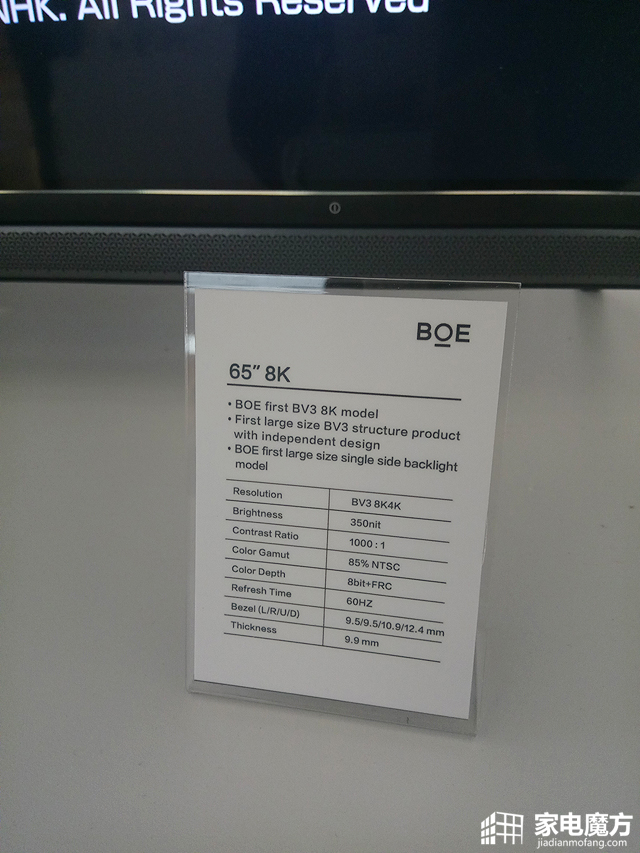 NHK. All Rights Reserved
BOE
65" 8K
• BOE first BV3 8K model
• First large size BV3 structure product
with independent design
• BOE first large size single side backlight
model
Resolution BV3 8K4K
Brightness 350nit
Contrast Ratio 1000 : 1
Color Gamut 85% NTSC
Color Depth 8bit+FRC
Refresh Time 60HZ
Bezel (L/R/U/D) 9.5/9.5/10.9/12.4 mm
Thickness 9.9 mm
家电魔方
jiadianmofang.com